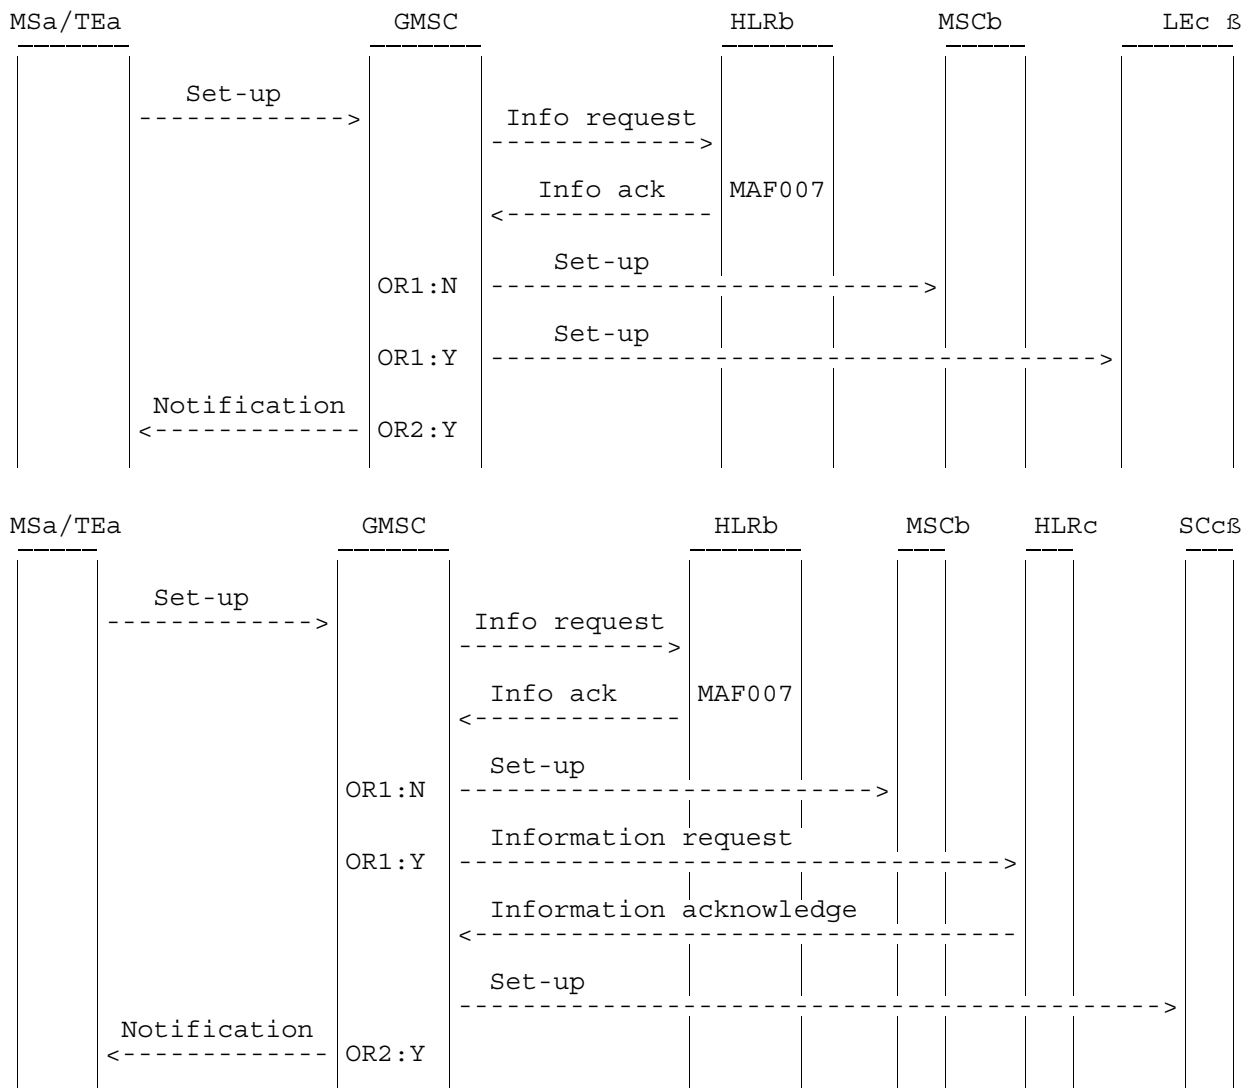 MSa/TEa GMSC HLRb MSCb LEc ß
Set-up
------------->
Info request
------------->
Info ack MAF007
<-------------
Set-up
OR1:N ---------------------------->
Set-up
OR1:Y -------------------------------------->
Notification
<------------- OR2:Y
MSa/TEa GMSC HLRb MSCb HLRc SCcß
Set-up
------------->
Info request
------------->
Info ack MAF007
<-------------
Set-up
OR1:N -------------------------->
Information request
OR1:Y ---------------------------------->
Information acknowledge
<-----------------------------------
Set-up
-------------------------------------------->
Notification
<------------- OR2:Y